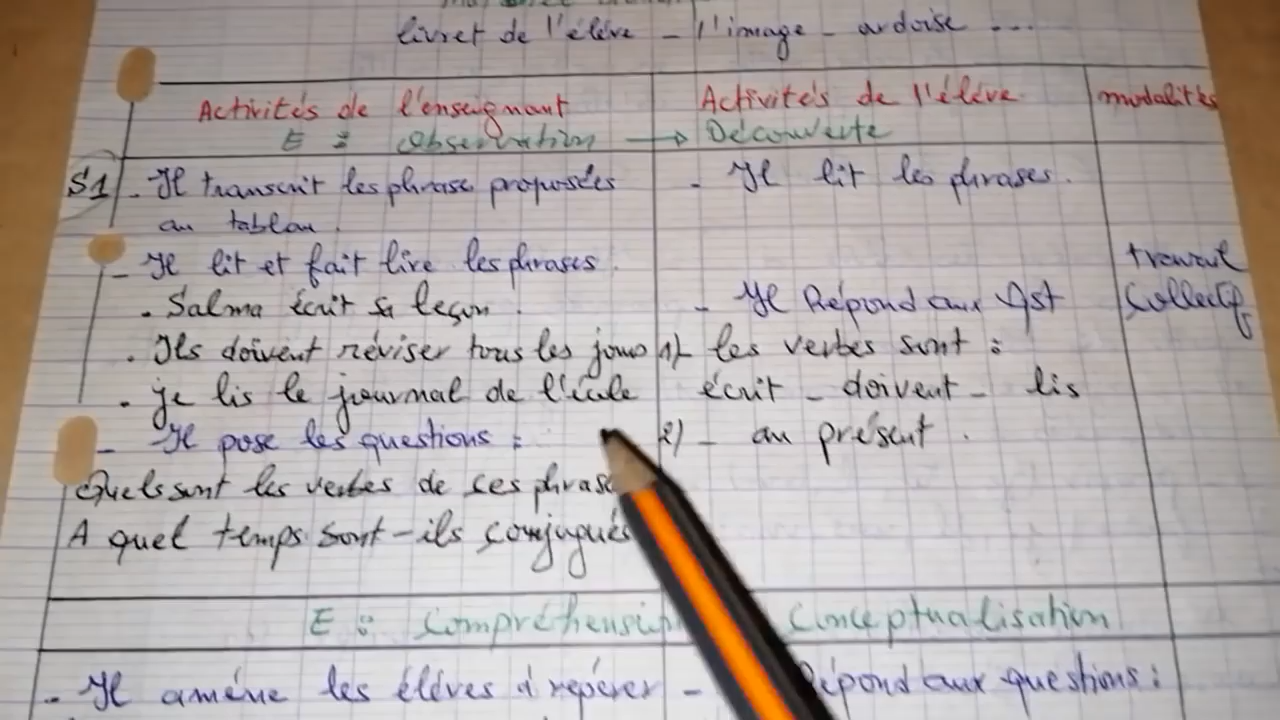 livret de l'élève - l'image - ardoise ...
Activités de l'enseignant
Activités de l'élève
modalités
E : Observation → Découverte
S1
- Il transcrit les phrase proposées
au tableau.
- Il lit les phrases.
- Il lit et fait lire les phrases.
. Salma écrit sa leçon.
. Ils doivent réviser tous les jours
. je lis le journal de l'école
- Il pose les questions :
Quels sont les verbes de ces phrases
A quel temps sont-ils conjugués
- Il Répond aux Qst
1) les verbes sont :
écrit - doivent - lis
2) - au présent.
travail
collectif
E : Compréhension Conceptualisation
- Il améne les éléves à repérer
- Répond aux questions :